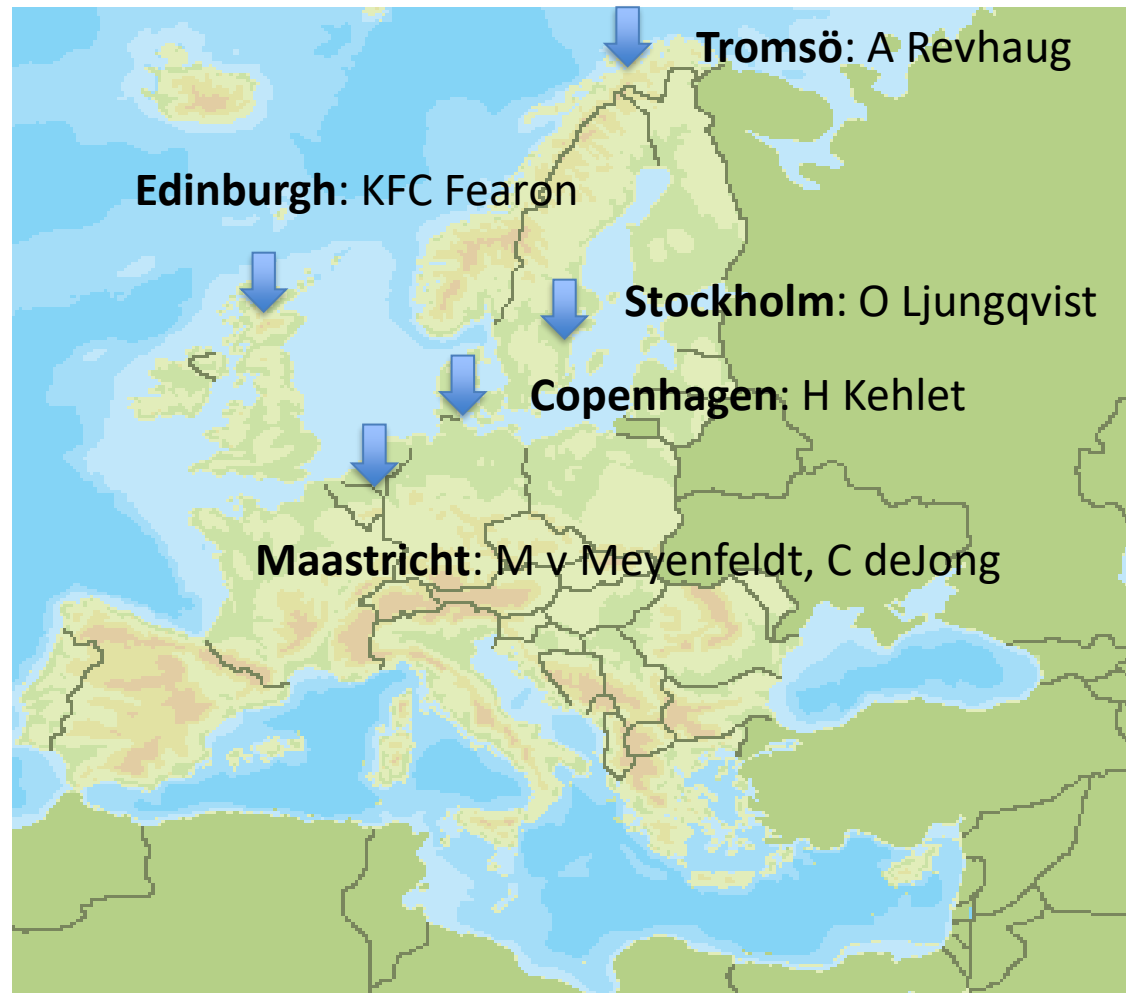 Tromsö: A Revhaug
Edinburgh: KFC Fearon
Stockholm: O Ljungqvist
Copenhagen: H Kehlet
Maastricht: M v Meyenfeldt, C deJong